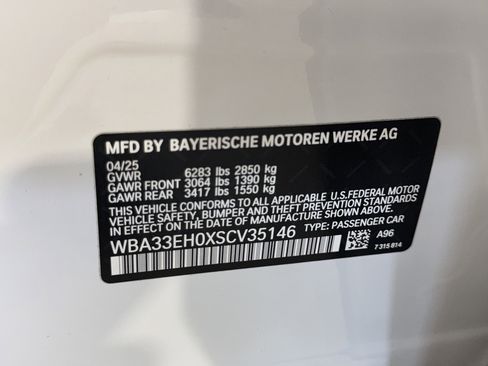 MFD BY BAYERISCHE MOTOREN WERKE AG
04/25
GVWR 6283 lbs 2850 kg
GAWR FRONT 3064 lbs 1390 kg
GAWR REAR 3417 lbs 1550 kg
THIS VEHICLE CONFORMS TO ALL APPLICABLE U.S.FEDERAL MOTOR
VEHICLE SAFETY, BUMPER AND THEFT PREVENTION STANDARDS
IN EFFECT ON THE DATE OF MANUFACTURE SHOWN ABOVE.
WBA33EH0XSCV35146 TYPE: PASSENGER CAR
A96
7 315 814